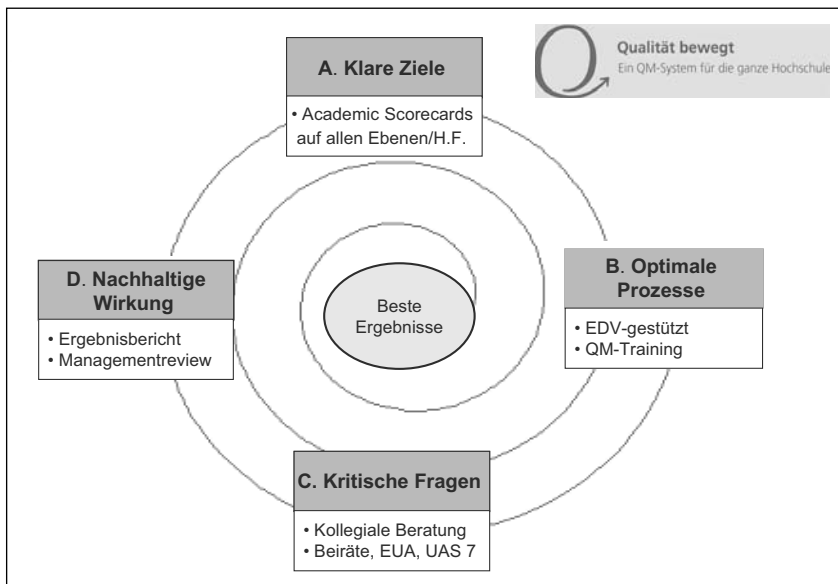 Qualität bewegt
Ein QM-System für die ganze Hochschule
A. Klare Ziele
• Academic Scorecards
auf allen Ebenen/H.F.
B. Optimale
Prozesse
• EDV-gestützt
• QM-Training
C. Kritische Fragen
• Kollegiale Beratung
• Beiräte, EUA, UAS 7
D. Nachhaltige
Wirkung
• Ergebnisbericht
• Managementreview
Beste
Ergebnisse